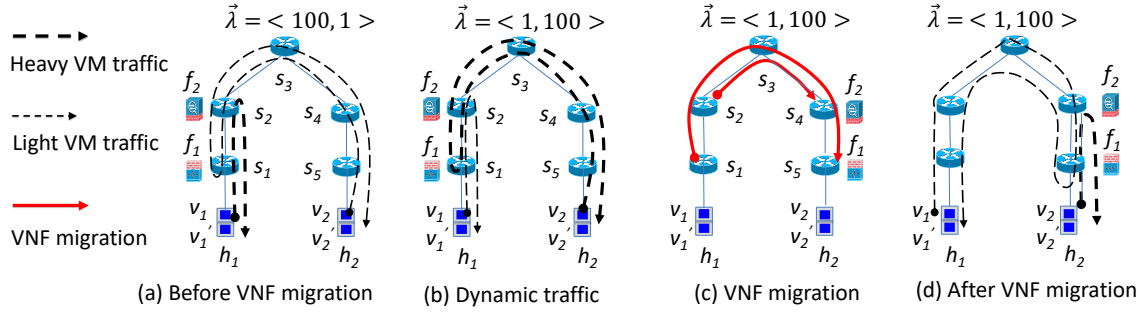 Heavy VM traffic
Light VM traffic
VNF migration
λ⃗ = < 100, 1 >
f₂
s₃
s₂
s₄
f₁
s₁
s₅
v₁
v₂
v₁'
v₂'
h₁
h₂
(a) Before VNF migration
λ⃗ = < 1, 100 >
f₂
s₃
s₂
s₄
f₁
s₁
s₅
v₁
v₂
v₁'
v₂'
h₁
h₂
(b) Dynamic traffic
λ⃗ = < 1, 100 >
s₃
f₂
s₂
s₄
f₁
s₁
s₅
v₁
v₂
v₁'
v₂'
h₁
h₂
(c) VNF migration
λ⃗ = < 1, 100 >
f₂
f₁
v₁
v₂
v₁'
v₂'
h₁
h₂
(d) After VNF migration